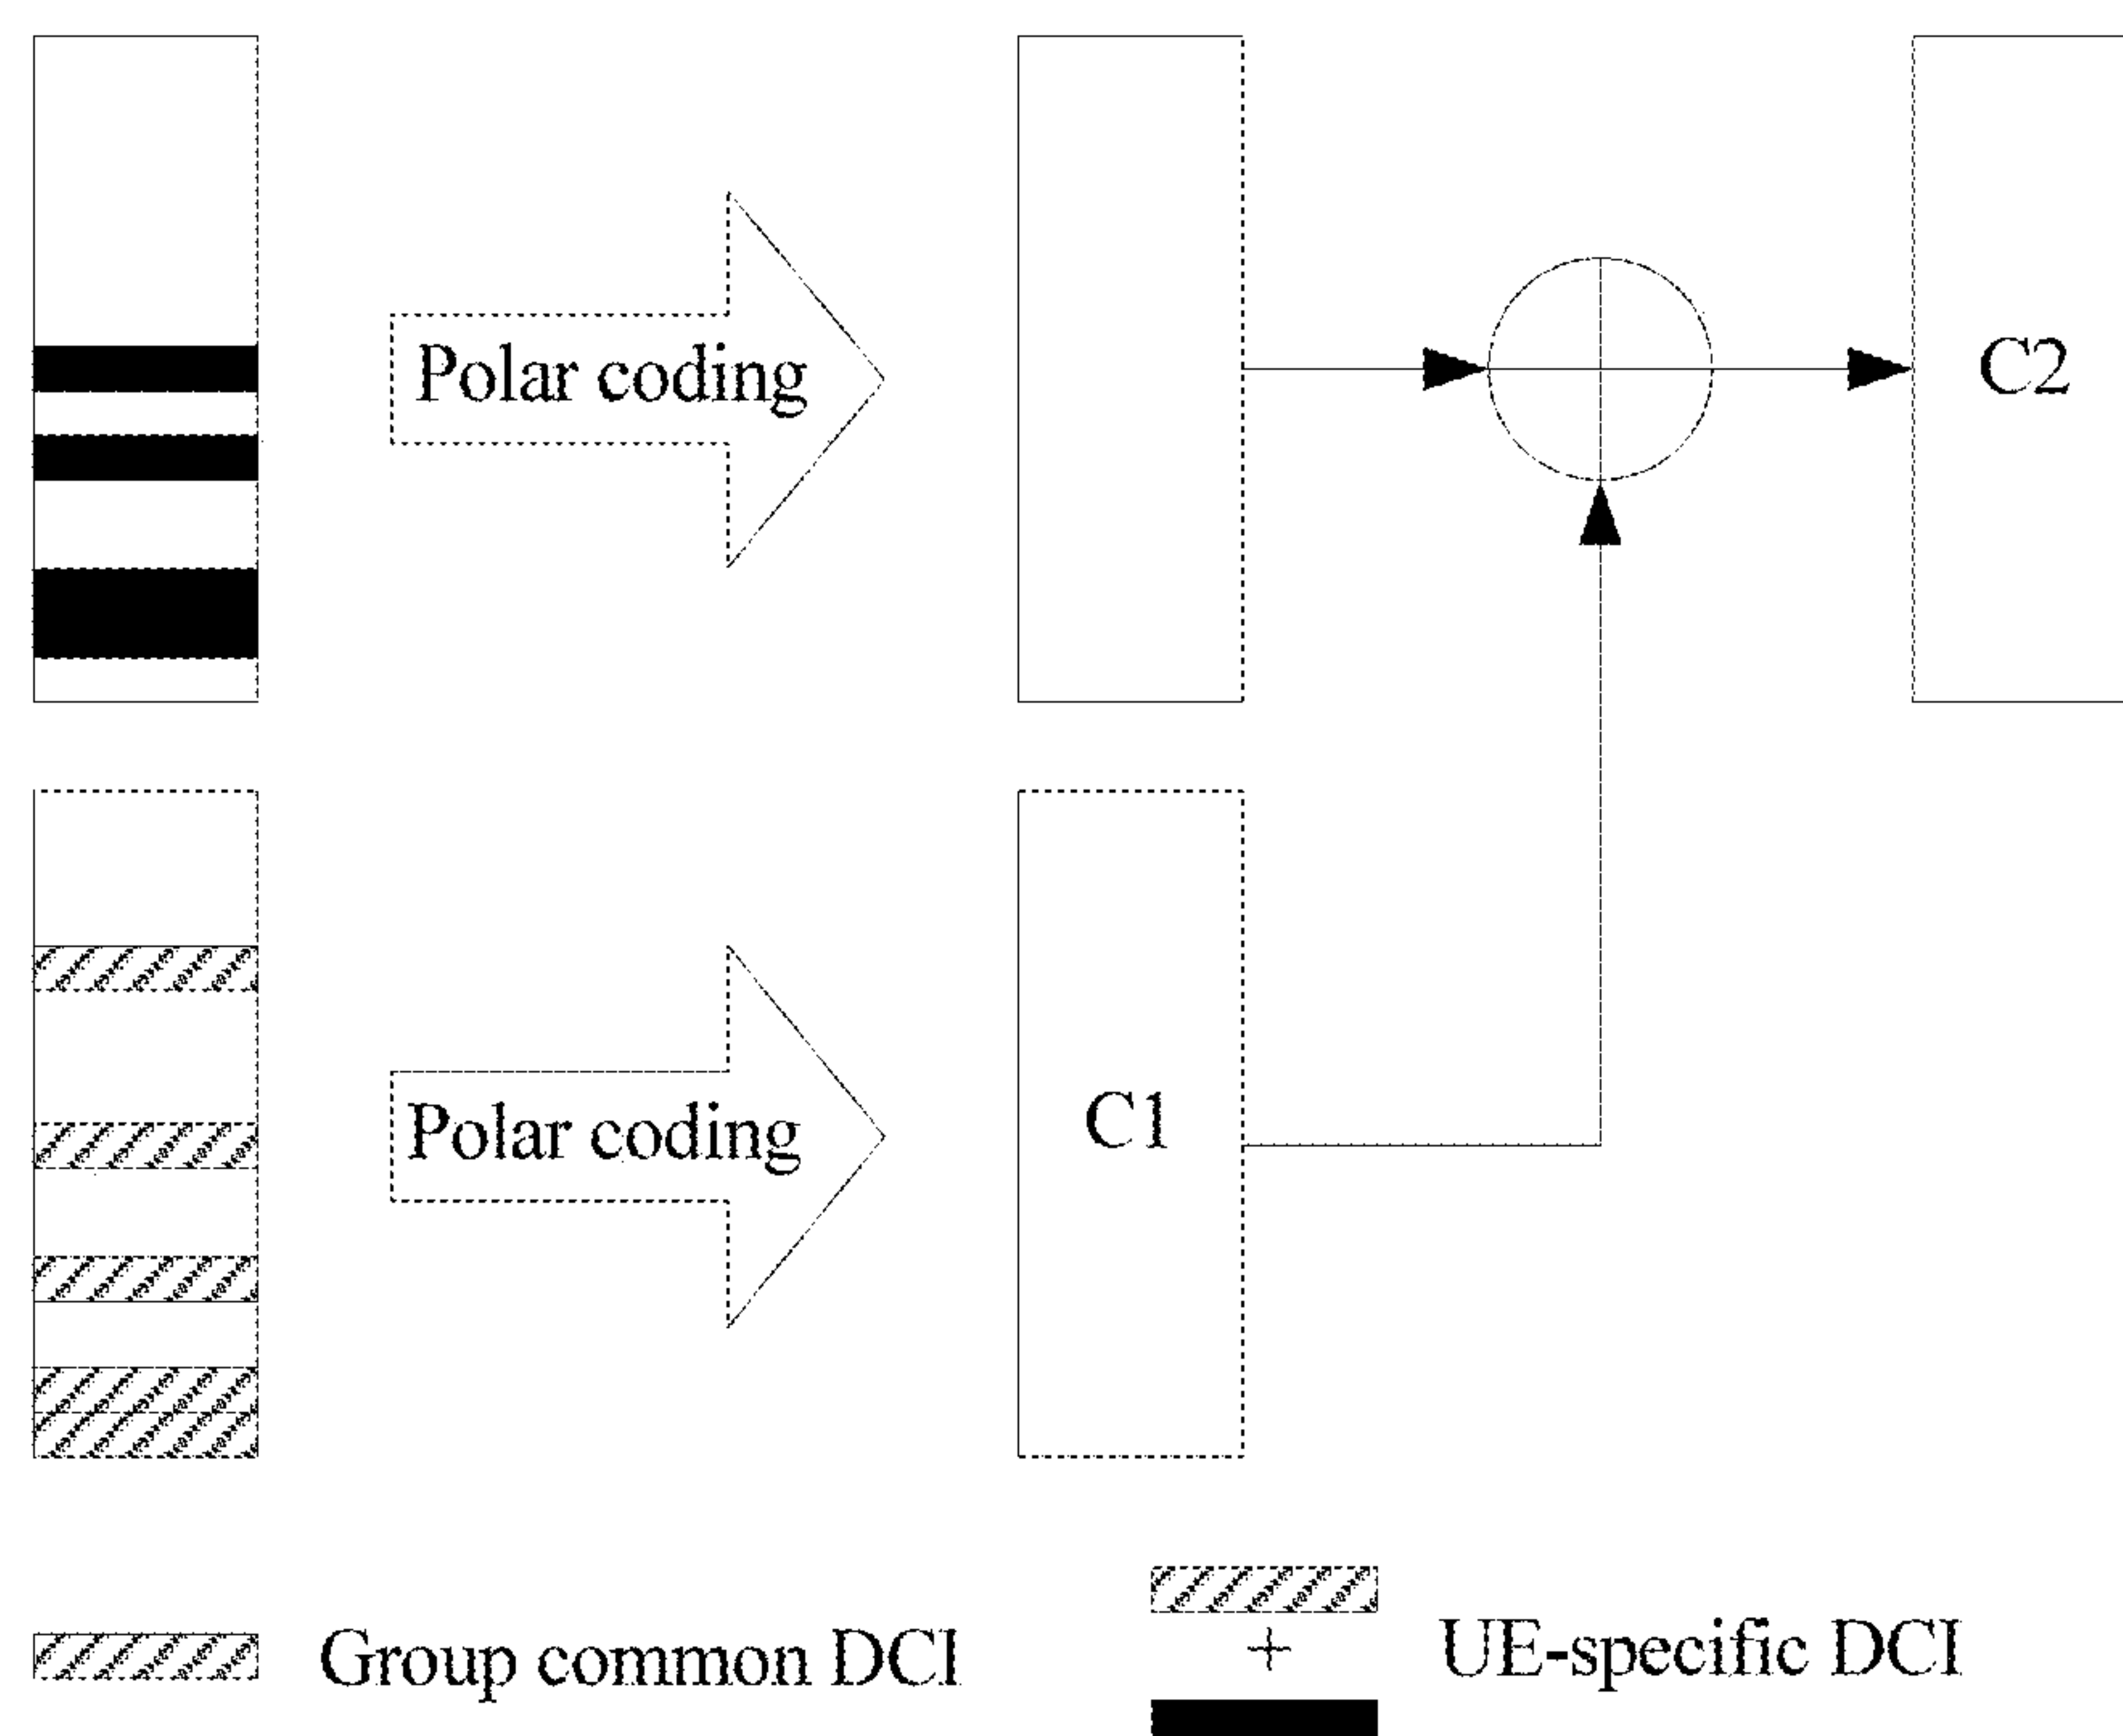 Polar coding
C2
Polar coding
C1
Group common DCI
+
UE-specific DCI